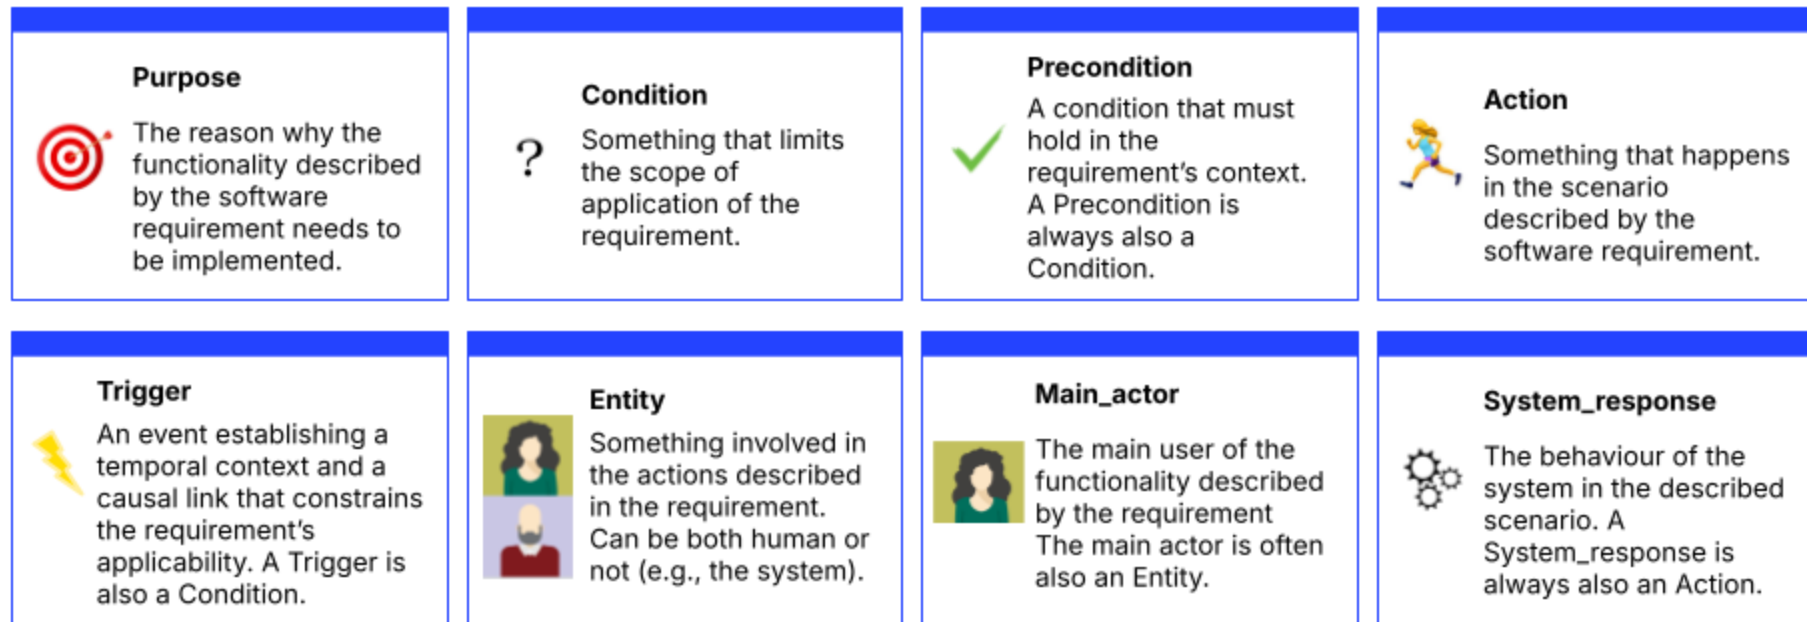 Purpose
The reason why the
functionality described
by the software
requirement needs to
be implemented.
?
Condition
Something that limits
the scope of
application of the
requirement.
Precondition
A condition that must
hold in the
requirement’s context.
A Precondition is
always also a
Condition.
Action
Something that happens
in the scenario
described by the
software requirement.
Trigger
An event establishing a
temporal context and a
causal link that constrains
the requirement’s
applicability. A Trigger is
also a Condition.
Entity
Something involved in
the actions described
in the requirement.
Can be both human or
not (e.g., the system).
Main_actor
The main user of the
functionality described
by the requirement
The main actor is often
also an Entity.
System_response
The behaviour of the
system in the described
scenario. A
System_response is
always also an Action.